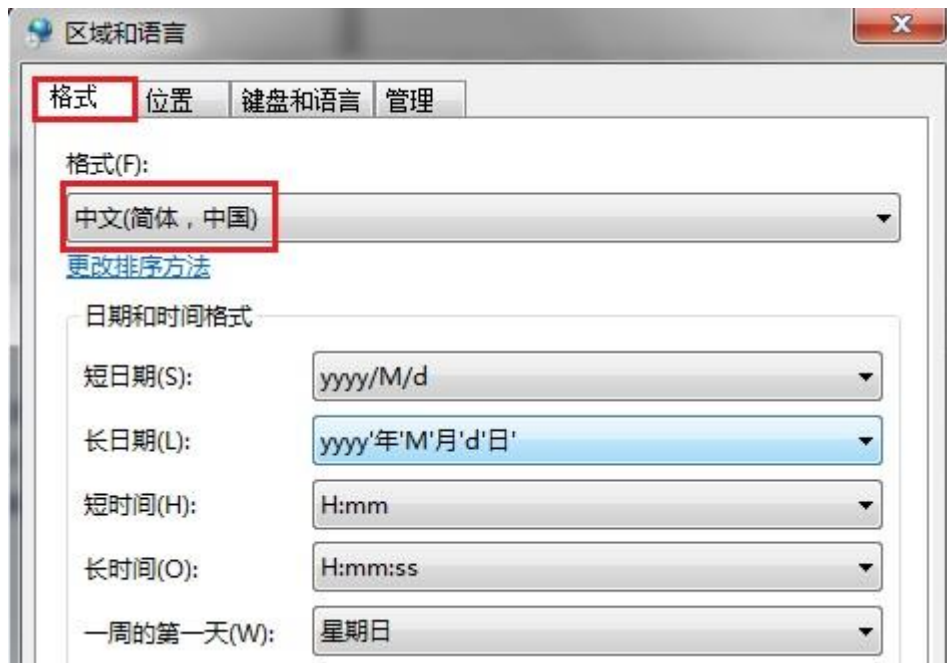 区域和语言
格式 位置 键盘和语言 管理
格式(F):
中文(简体，中国)
更改排序方法
日期和时间格式
短日期(S): yyyy/M/d
长日期(L): yyyy'年'M'月'd'日'
短时间(H): H:mm
长时间(O): H:mm:ss
一周的第一天(W): 星期日